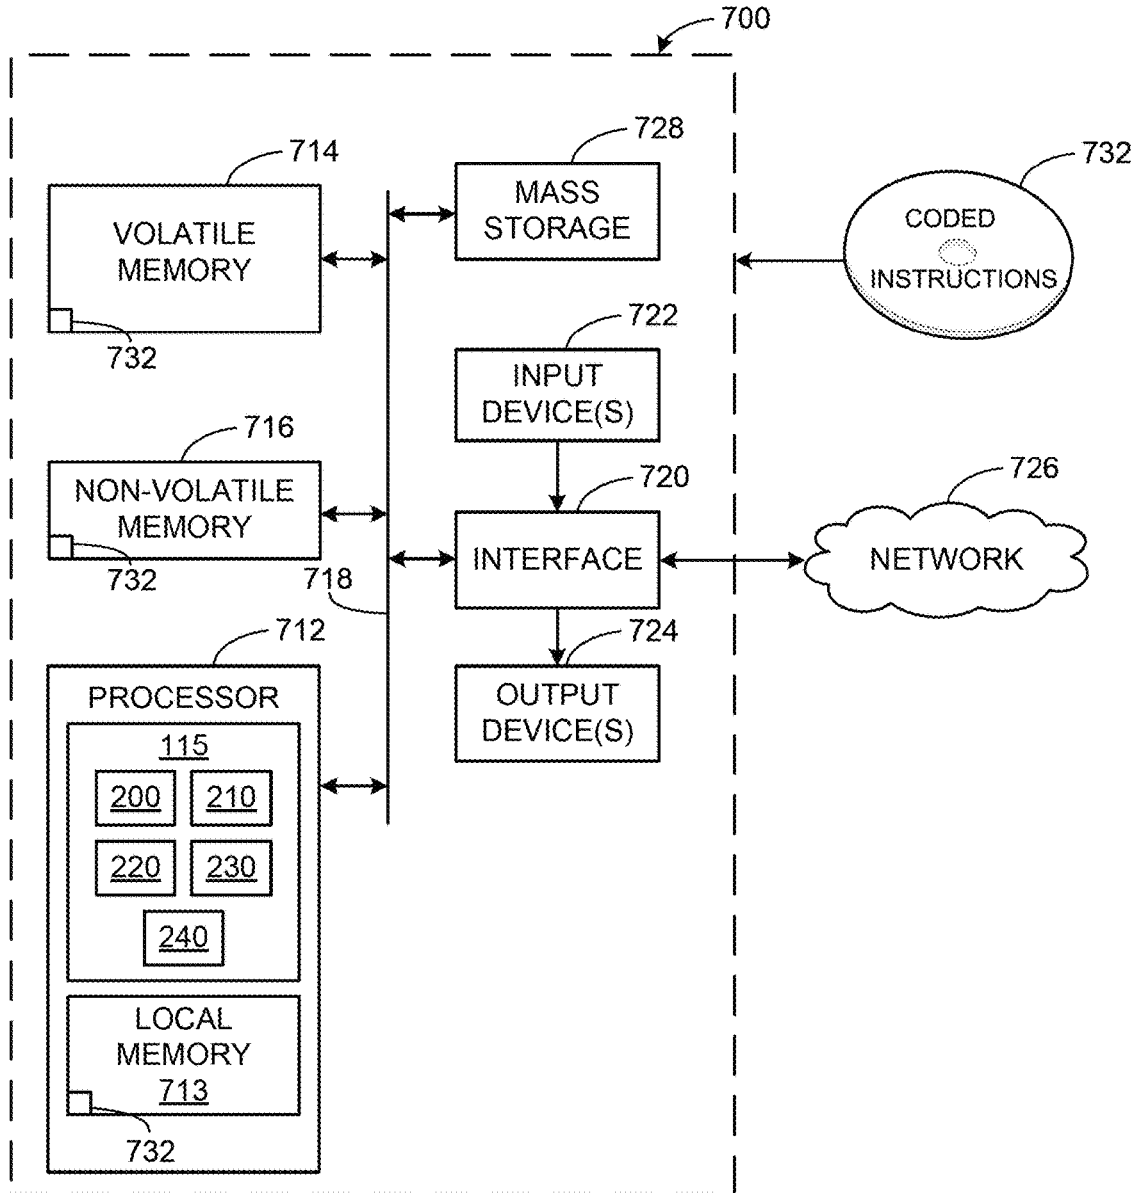 700
714
VOLATILE
MEMORY
732
728
MASS
STORAGE
732
CODED
INSTRUCTIONS
722
INPUT
DEVICE(S)
716
NON-VOLATILE
MEMORY
732
718
720
INTERFACE
726
NETWORK
724
OUTPUT
DEVICE(S)
712
PROCESSOR
115
200 210
220 230
240
LOCAL
MEMORY
713
732